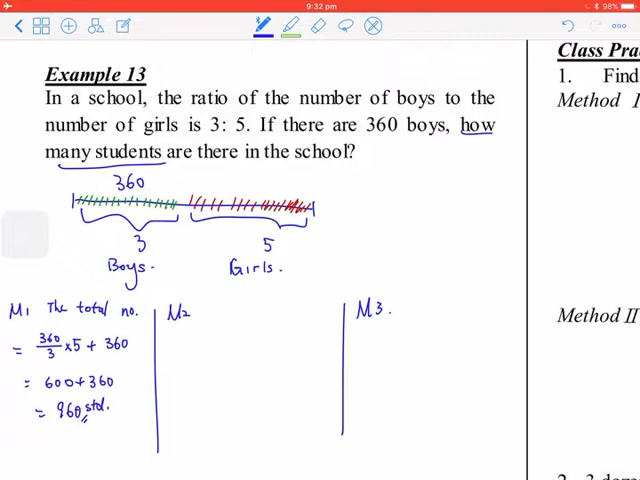 9:32 pm
98%
Example 13
In a school, the ratio of the number of boys to the
number of girls is 3: 5. If there are 360 boys, how
many students are there in the school?
360
3
5
Boys.
Girls.
M1 The total no.
= 360/3 ×5 + 360
= 600+360
= 960 std.
M2
M3.
Class Prac
1. Find
Method I
Method II